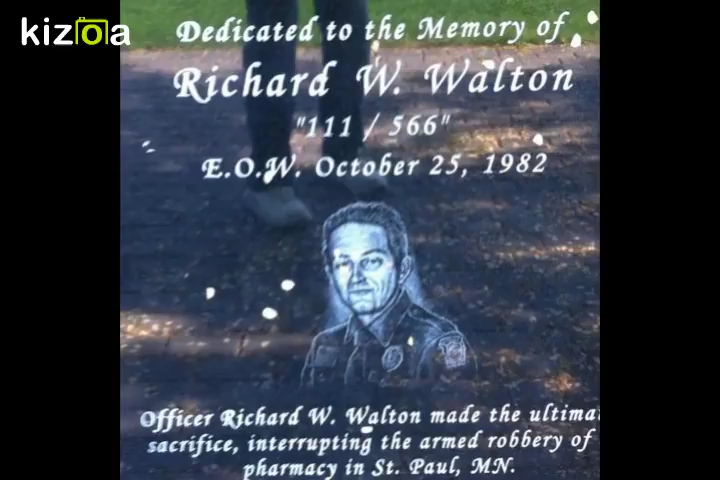 kizoa
Dedicated to the Memory of
Richard W. Walton
"111 / 566"
E.O.W. October 25, 1982
Officer Richard W. Walton made the ultima
sacrifice, interrupting the armed robbery of
pharmacy in St. Paul, MN.